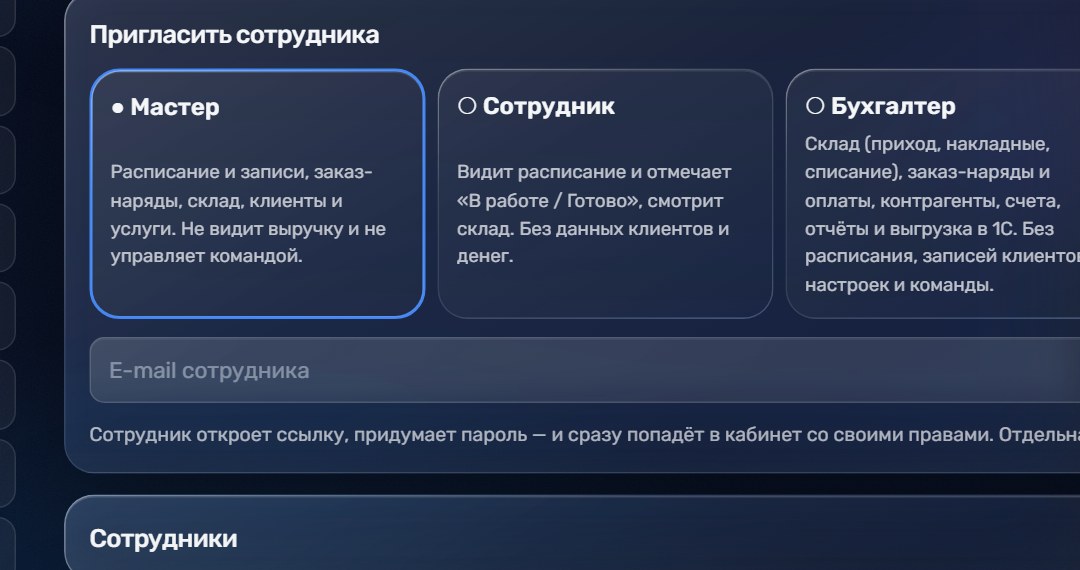 Пригласить сотрудника
● Мастер
Расписание и записи, заказ-
наряды, склад, клиенты и
услуги. Не видит выручку и не
управляет командой.
○ Сотрудник
Видит расписание и отмечает
«В работе / Готово», смотрит
склад. Без данных клиентов и
денег.
○ Бухгалтер
Склад (приход, накладные,
списание), заказ-наряды и
оплаты, контрагенты, счета,
отчёты и выгрузка в 1С. Без
расписания, записей клиентов
настроек и команды.
E-mail сотрудника
Сотрудник откроет ссылку, придумает пароль — и сразу попадёт в кабинет со своими правами.
Сотрудники